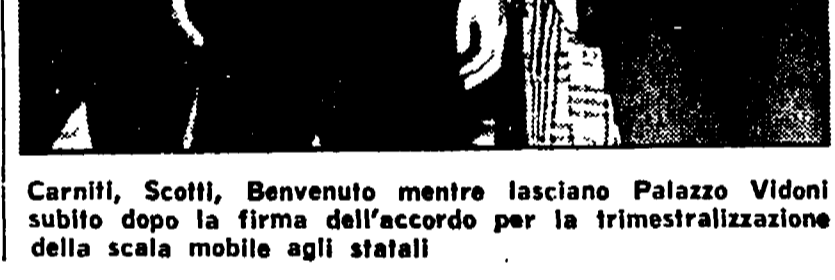 Carniti, Scotti, Benvenuto mentre lasciano Palazzo Vidoni
subito dopo la firma dell'accordo per la trimestralizzazione
della scala mobile agli statali